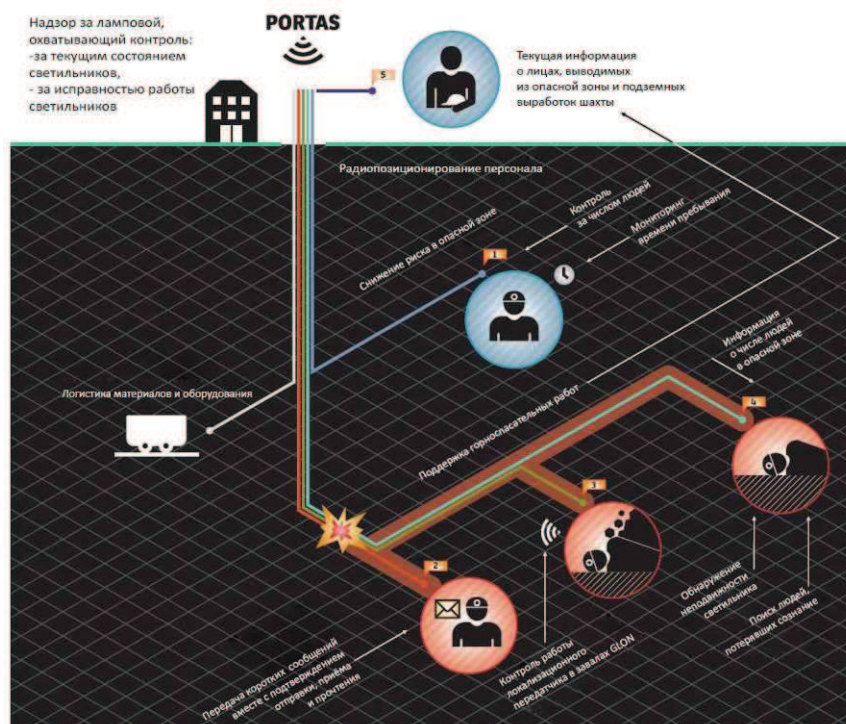 Надзор за ламповой,
охватывающий контроль:
-за текущим состоянием
светильников,
- за исправностью работы
светильников
PORTAS
5
Текущая информация
о лицах, выводимых
из опасной зоны и подземных
выработок шахты
Радиопозиционирование персонала
Снижение риска в опасной зоне
Контроль
за числом людей
Мониторинг
времени пребывания
1
Информация
о числе людей
в опасной зоне
Логистика материалов и оборудования
Поддержка горноспасательных работ
4
3
2
Обнаружение
неподвижности
светильника
Поиск людей,
потерявших сознание
Контроль работы
локализационного
передатчика в завалах GLON
Передача коротких сообщений
вместе с подтверждением
отправки, приёма
и прочтения